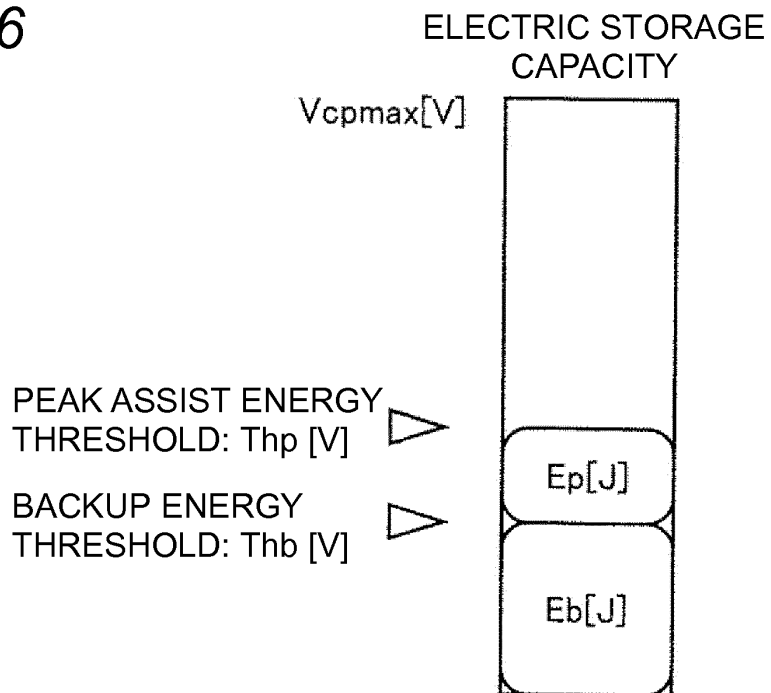 6
ELECTRIC STORAGE
CAPACITY
Vcpmax[V]
PEAK ASSIST ENERGY
THRESHOLD: Thp [V]
Ep[J]
BACKUP ENERGY
THRESHOLD: Thb [V]
Eb[J]